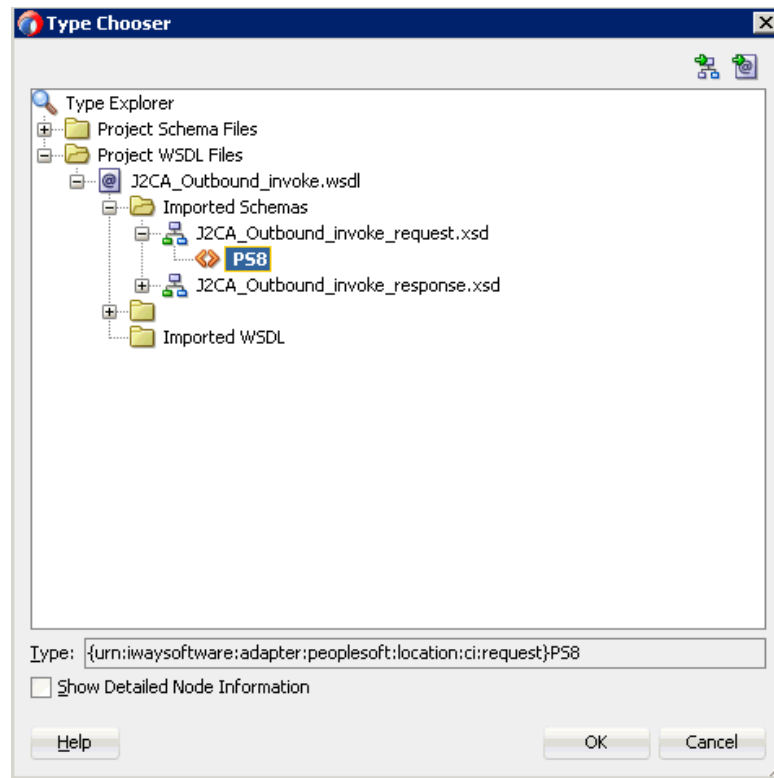 Type Chooser
Type Explorer
Project Schema Files
Project WSDL Files
J2CA_Outbound_invoke.wsdl
Imported Schemas
J2CA_Outbound_invoke_request.xsd
PS8
J2CA_Outbound_invoke_response.xsd
Imported WSDL
Type: {urn:iwaysoftware:adapter:peoplesoft:location:ci:request}PS8
Show Detailed Node Information
Help OK Cancel